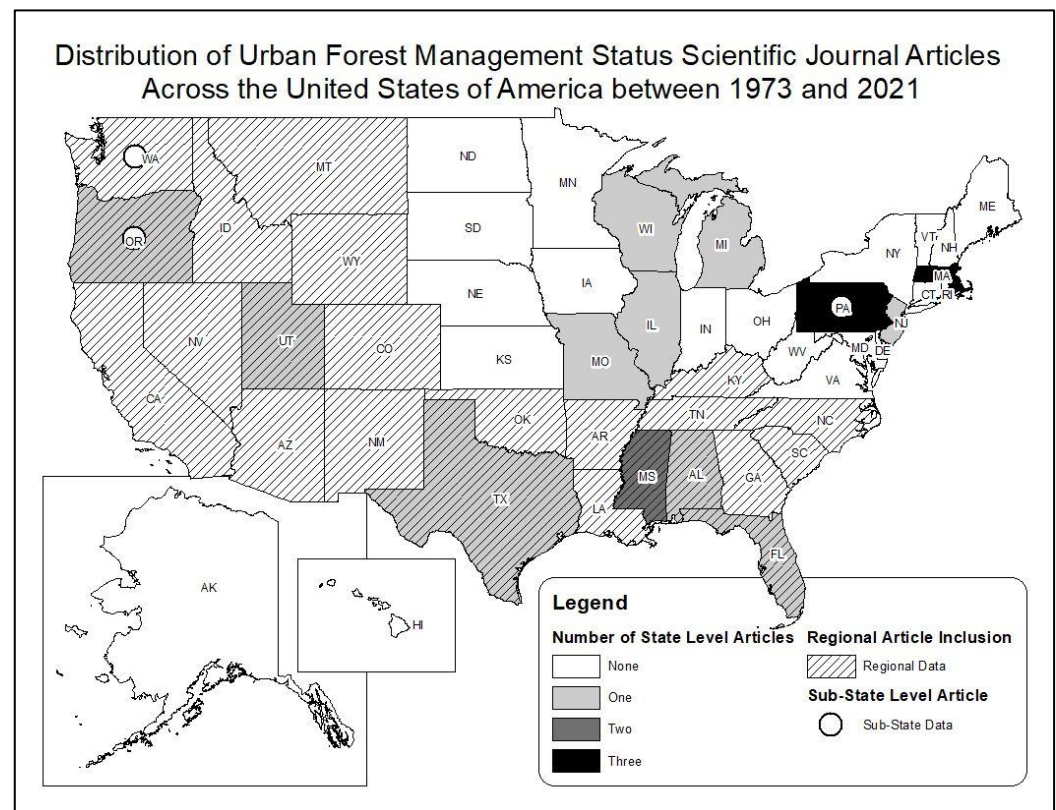 Distribution of Urban Forest Management Status Scientific Journal Articles
Across the United States of America between 1973 and 2021
WA
MT
ND
MN
ME
OR
ID
SD
WI
MI
VT
NH
NY
WY
IA
MA
NE
CT
RI
NV
UT
CO
IL
IN
OH
PA
NJ
KS
MO
WV
MD
DE
VA
CA
KY
AZ
NM
OK
AR
TN
NC
SC
TX
LA
MS
AL
GA
FL
AK
HI
Legend
Number of State Level Articles
None
One
Two
Three
Regional Article Inclusion
Regional Data
Sub-State Level Article
Sub-State Data